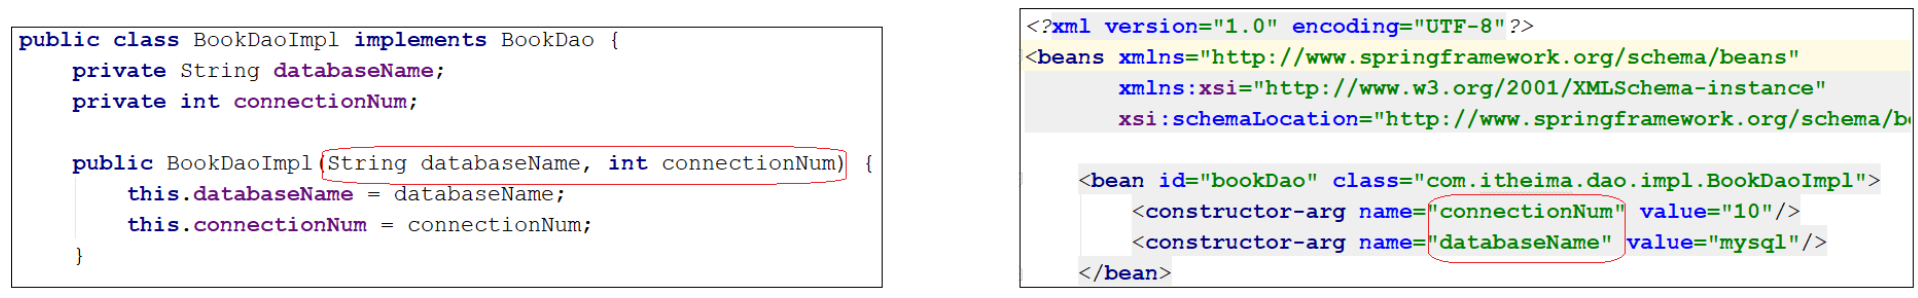 public class BookDaoImpl implements BookDao {
    private String databaseName;
    private int connectionNum;

    public BookDaoImpl(String databaseName, int connectionNum) {
        this.databaseName = databaseName;
        this.connectionNum = connectionNum;
    }
<?xml version="1.0" encoding="UTF-8"?>
<beans xmlns="http://www.springframework.org/schema/beans"
       xmlns:xsi="http://www.w3.org/2001/XMLSchema-instance"
       xsi:schemaLocation="http://www.springframework.org/schema/b

    <bean id="bookDao" class="com.itheima.dao.impl.BookDaoImpl">
        <constructor-arg name="connectionNum" value="10"/>
        <constructor-arg name="databaseName" value="mysql"/>
    </bean>